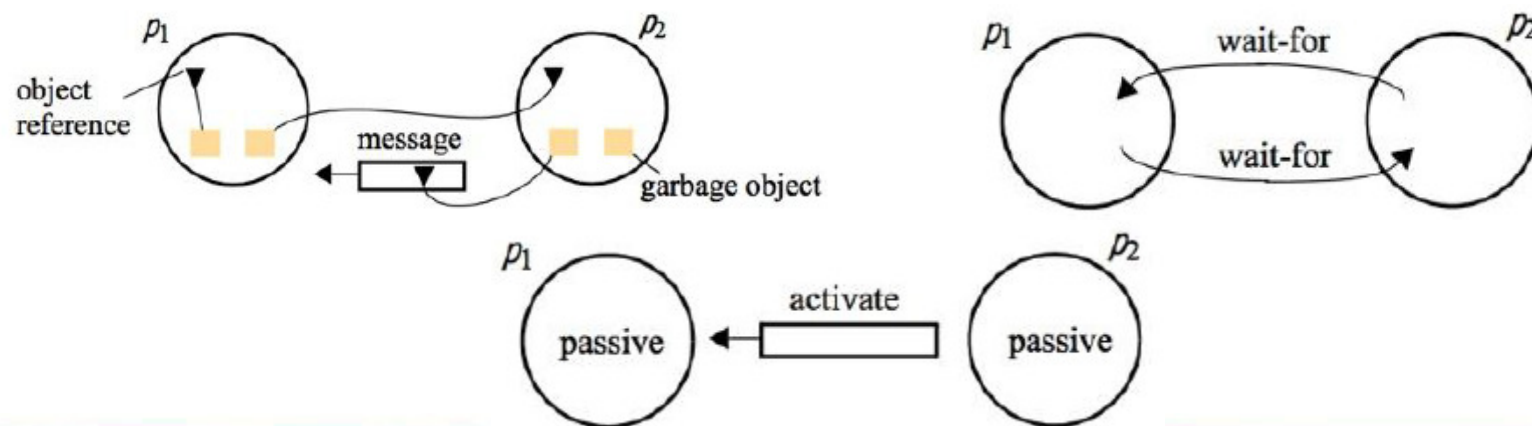 p1
p2
object
reference
message
garbage object
p1
p2
wait-for
wait-for
p1
p2
activate
passive
passive